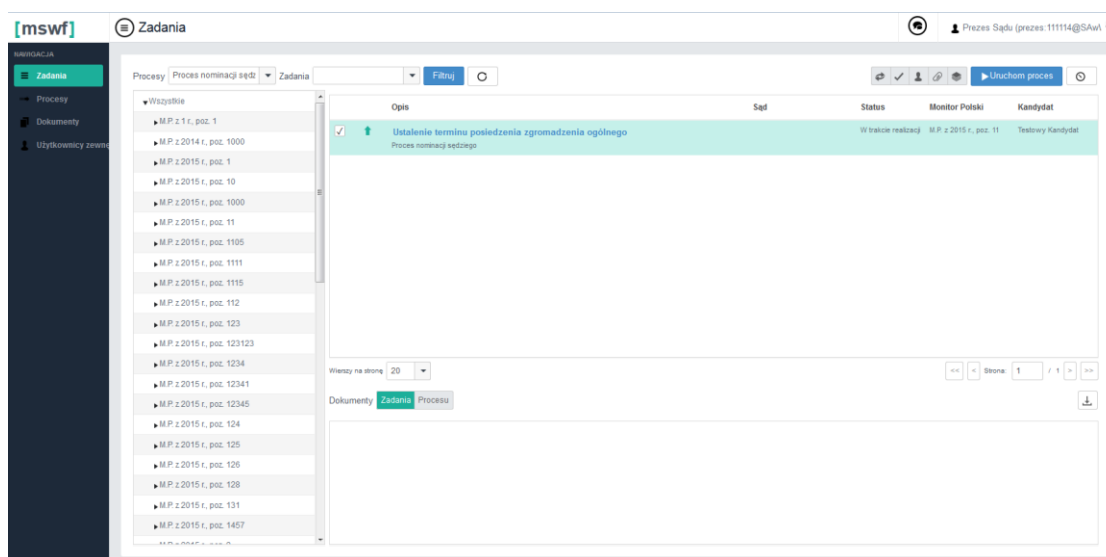 [mswf]
Zadania
Prezes Sądu (prezes:111114@SAw\
NAWIGACJA
Zadania
Procesy
Dokumenty
Użytkownicy zewnę
Procesy Proces nominacji sędz Zadania Filtruj
Uruchom proces
Wszystkie
M.P. z 1 r., poz. 1
M.P. z 2014 r., poz. 1000
M.P. z 2015 r., poz. 1
M.P. z 2015 r., poz. 10
M.P. z 2015 r., poz. 1000
M.P. z 2015 r., poz. 11
M.P. z 2015 r., poz. 1105
M.P. z 2015 r., poz. 1111
M.P. z 2015 r., poz. 1115
M.P. z 2015 r., poz. 112
M.P. z 2015 r., poz. 123
M.P. z 2015 r., poz. 123123
M.P. z 2015 r., poz. 1234
M.P. z 2015 r., poz. 12341
M.P. z 2015 r., poz. 12345
M.P. z 2015 r., poz. 124
M.P. z 2015 r., poz. 125
M.P. z 2015 r., poz. 126
M.P. z 2015 r., poz. 128
M.P. z 2015 r., poz. 131
M.P. z 2015 r., poz. 1457
Opis Sąd Status Monitor Polski Kandydat
Ustalenie terminu posiedzenia zgromadzenia ogólnego W trakcie realizacji M.P. z 2015 r., poz. 11 Testowy Kandydat
Proces nominacji sędziego
Wierszy na stronę 20
<< < Strona: 1 / 1 > >>
Dokumenty Zadania Procesu